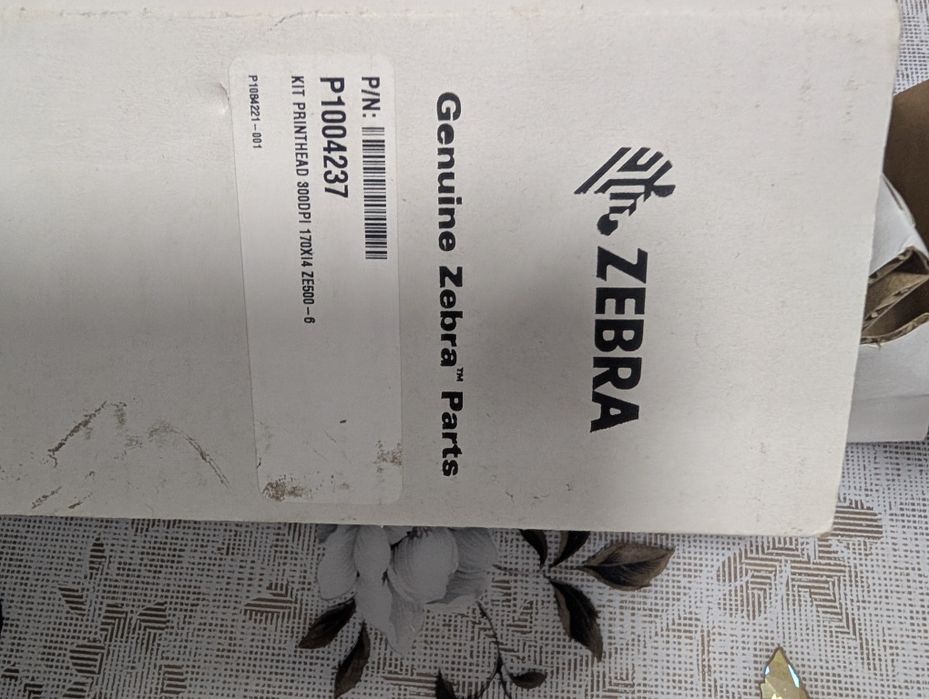 ZEBRA
Genuine Zebra™ Parts
P/N:
P1004237
KIT PRINTHEAD 300DPI 170XI4 ZE500-6
P1084221-001